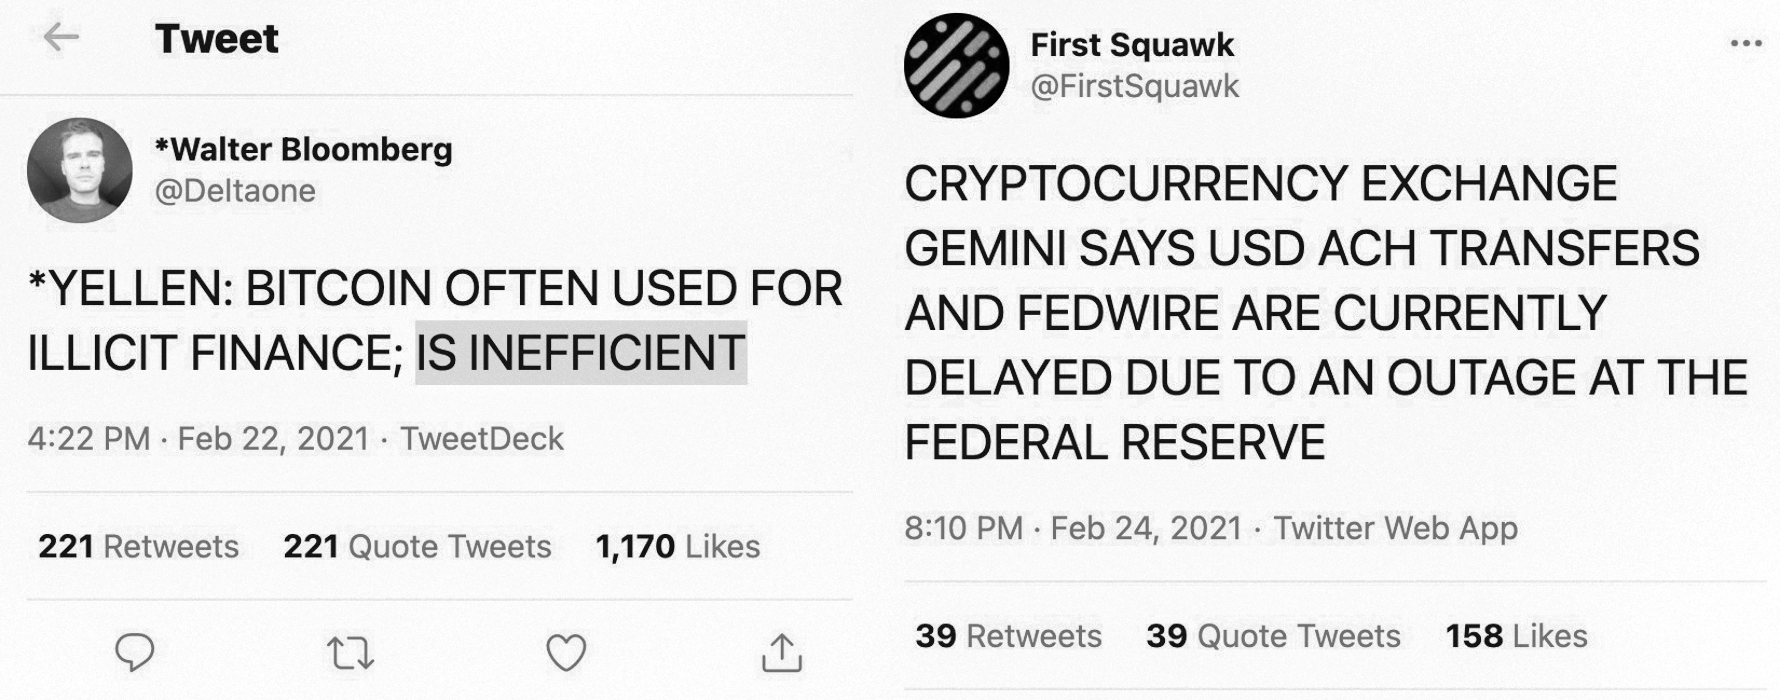 Tweet
*Walter Bloomberg
@Deltaone
*YELLEN: BITCOIN OFTEN USED FOR
ILLICIT FINANCE; IS INEFFICIENT
4:22 PM · Feb 22, 2021 · TweetDeck
221 Retweets 221 Quote Tweets 1,170 Likes
First Squawk
@FirstSquawk
CRYPTOCURRENCY EXCHANGE
GEMINI SAYS USD ACH TRANSFERS
AND FEDWIRE ARE CURRENTLY
DELAYED DUE TO AN OUTAGE AT THE
FEDERAL RESERVE
8:10 PM · Feb 24, 2021 · Twitter Web App
39 Retweets 39 Quote Tweets 158 Likes